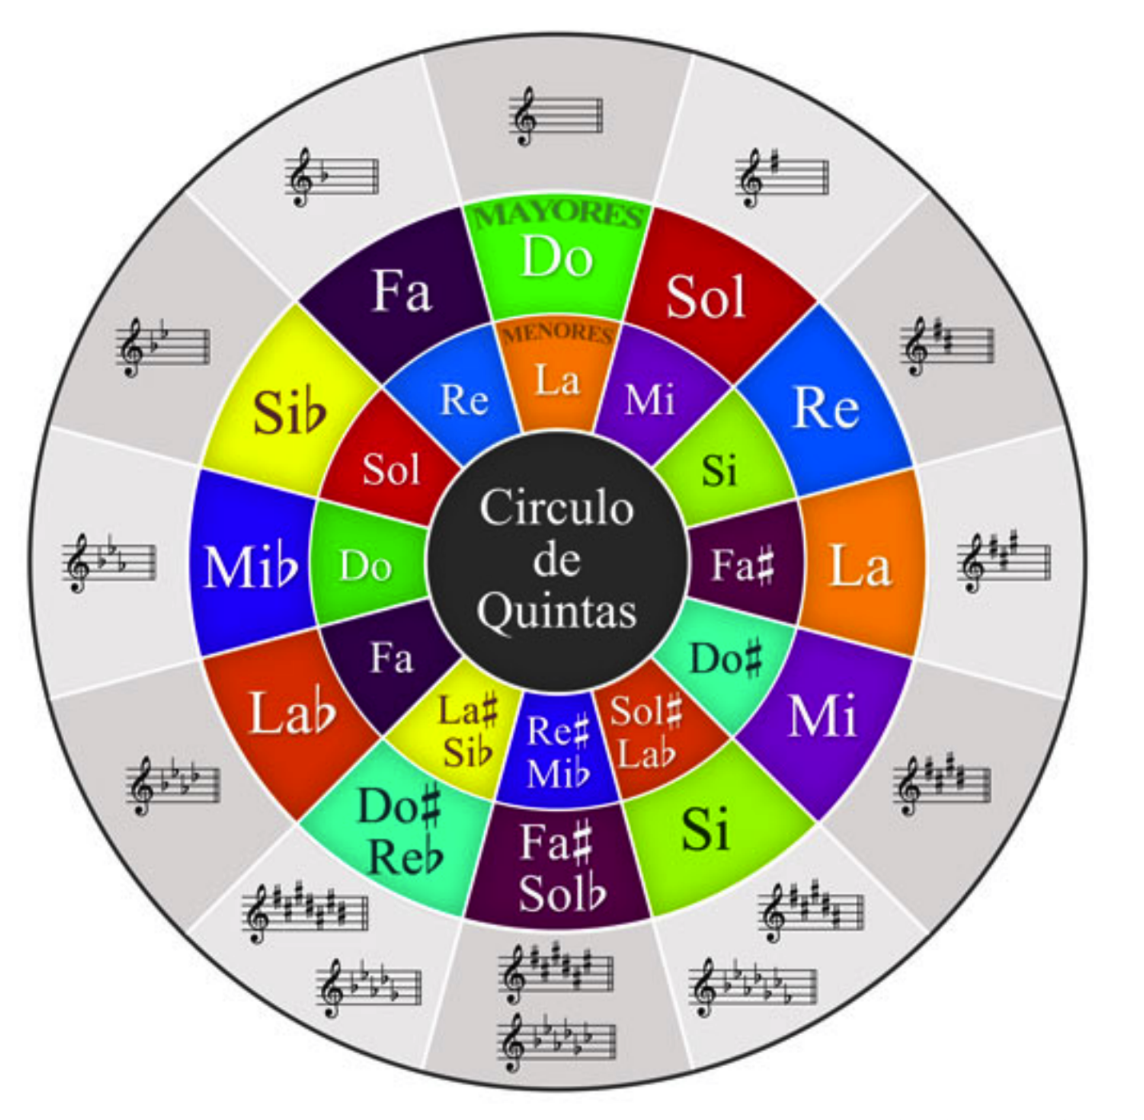 MAYORES
Do
Sol
Re
La
Mi
Si
Fa♯
Sol♭
Do♯
Re♭
La♭
Mi♭
Si♭
Fa
MENORES
La
Mi
Si
Fa♯
Do♯
Sol♯
La♭
Re♯
Mi♭
La♯
Si♭
Fa
Do
Sol
Re
Circulo
de
Quintas